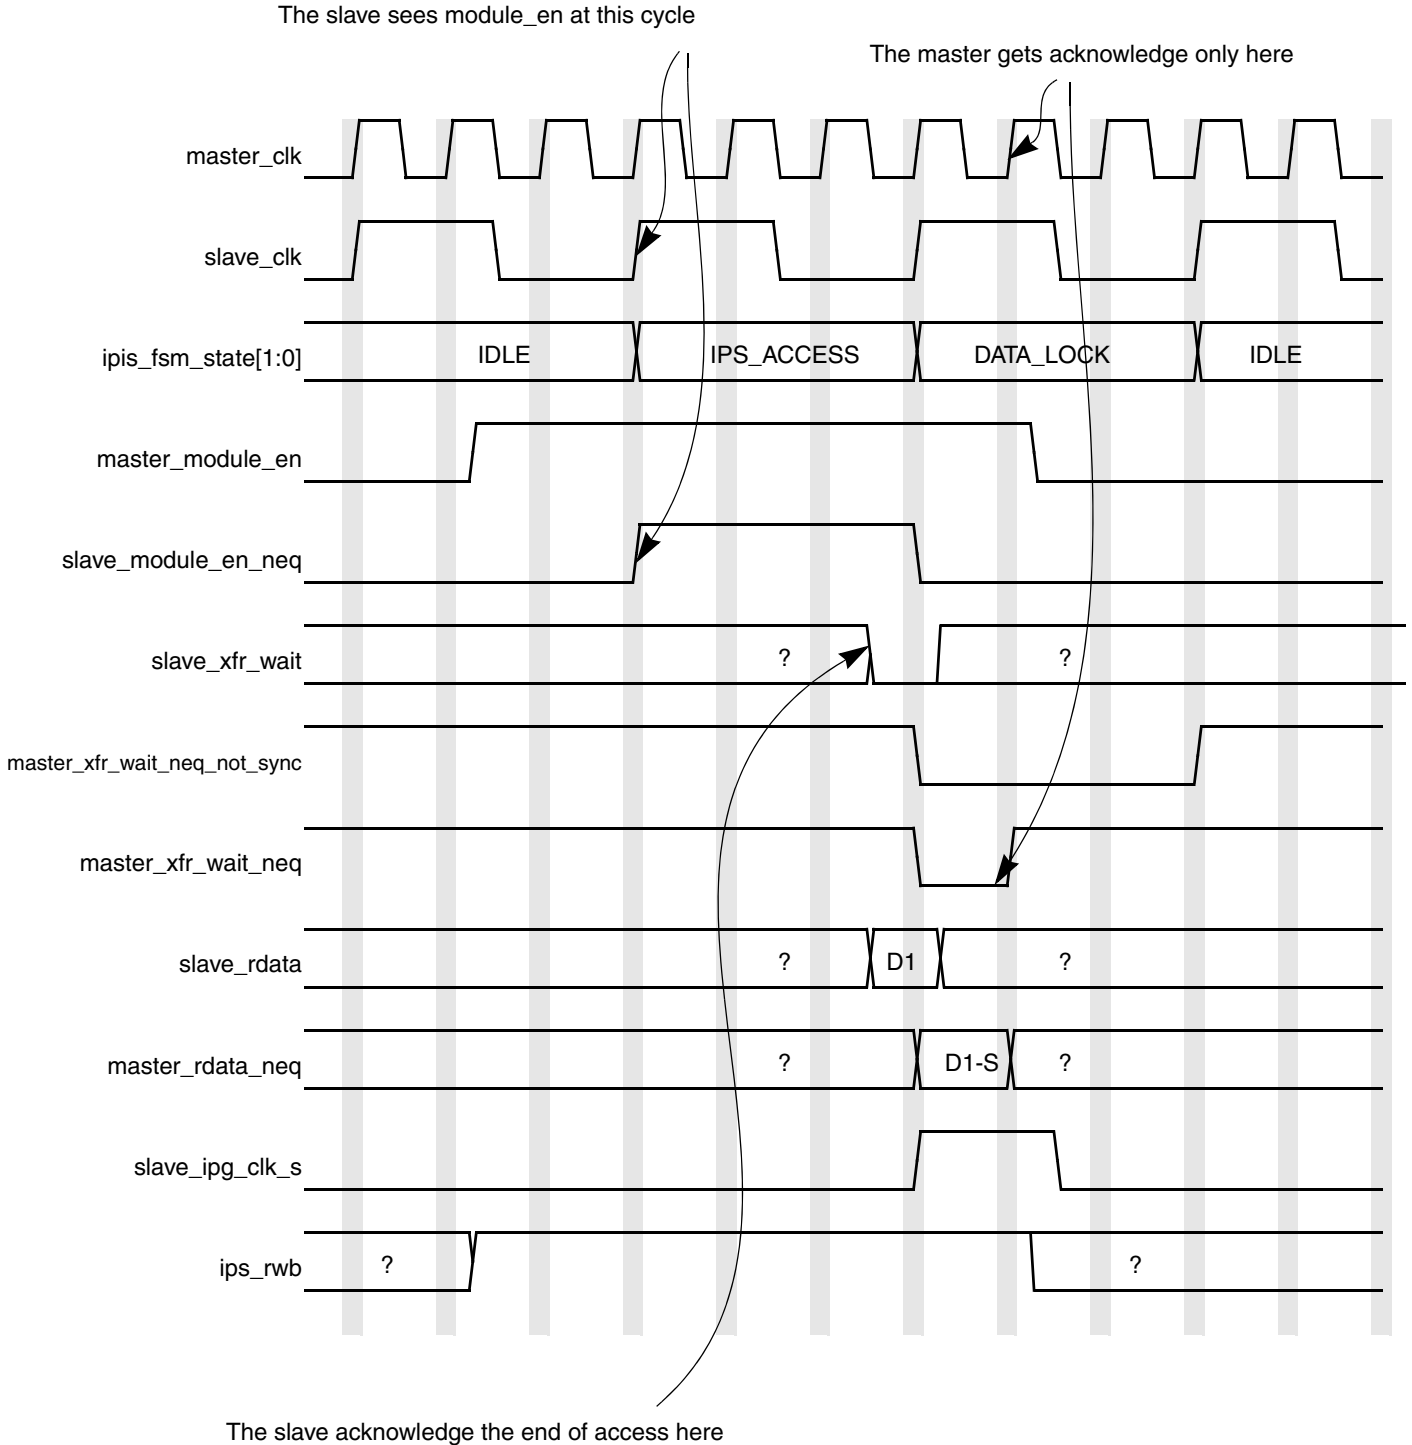 The slave sees module_en at this cycle
The master gets acknowledge only here
master_clk
slave_clk
ipis_fsm_state[1:0] IDLE IPS_ACCESS DATA_LOCK IDLE
master_module_en
slave_module_en_neq
slave_xfr_wait ? ?
master_xfr_wait_neq_not_sync
master_xfr_wait_neq
slave_rdata ? D1 ?
master_rdata_neq ? D1-S ?
slave_ipg_clk_s
ips_rwb ? ?
The slave acknowledge the end of access here